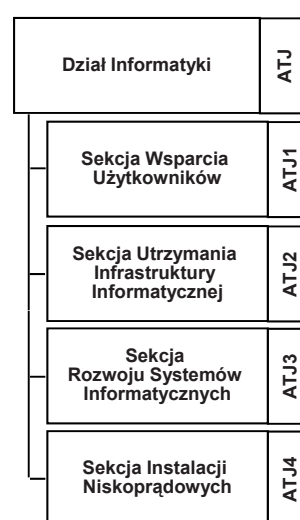 Dział Informatyki
ATJ
Sekcja Wsparcia
Użytkowników
ATJ1
Sekcja Utrzymania
Infrastruktury
Informatycznej
ATJ2
Sekcja
Rozwoju Systemów
Informatycznych
ATJ3
Sekcja Instalacji
Niskoprądowych
ATJ4